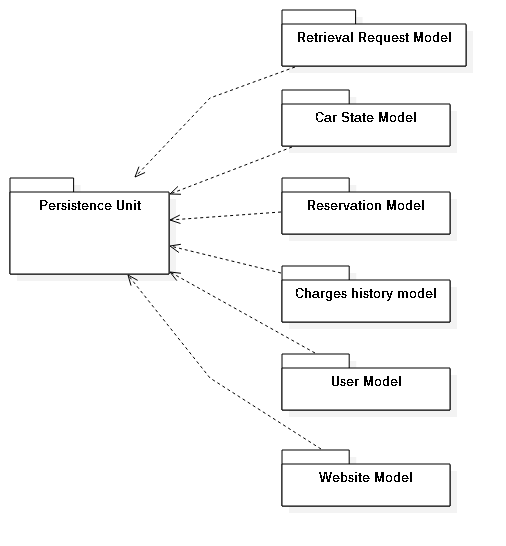 Retrieval Request Model
Car State Model
Persistence Unit
Reservation Model
Charges history model
User Model
Website Model